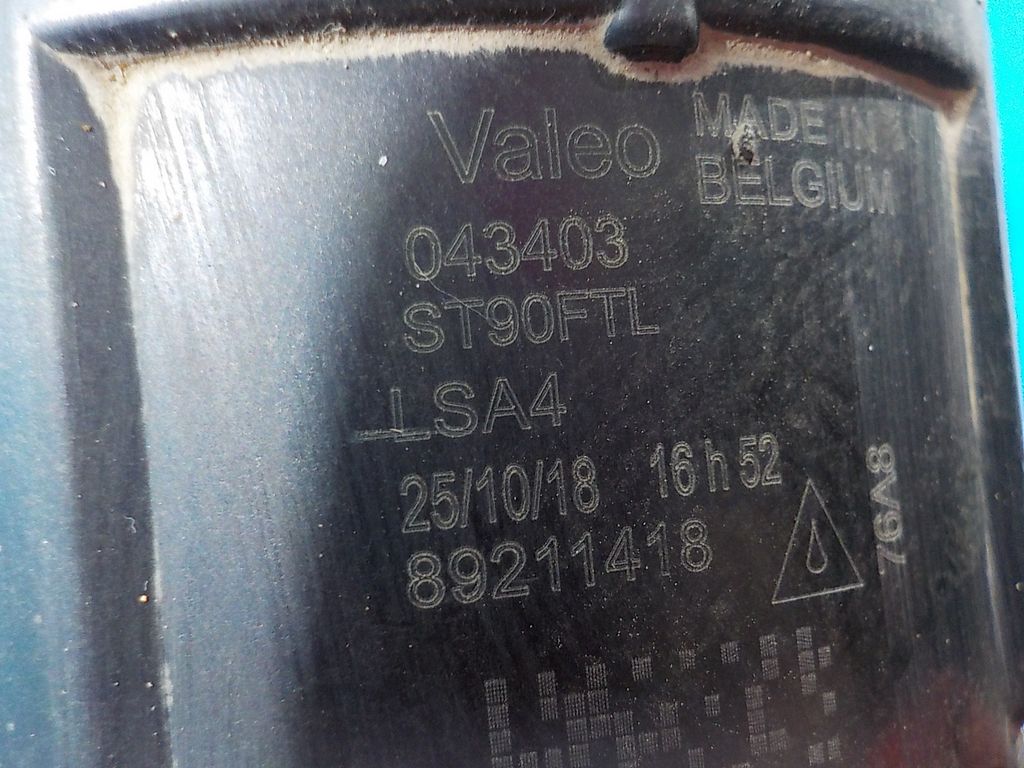 Valeo
MADE IN
BELGIUM
043403
ST90FTL
LSA4
25/10/18 16 h 52
89211418
76A8